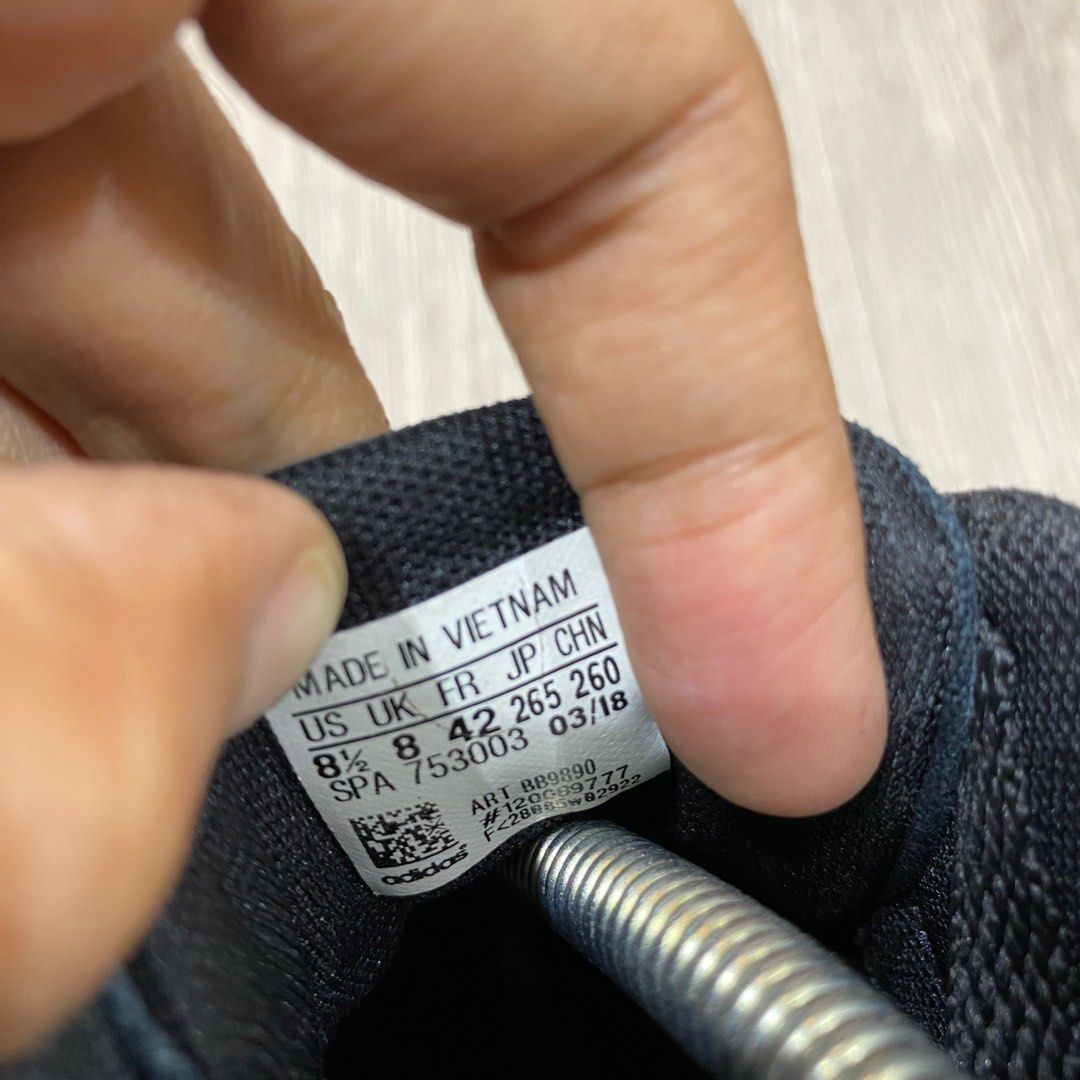 MADE IN VIETNAM
US UK FR JP CHN
8½ 8 42 265 260
SPA 753003 03/18
ART BB9890
adidas